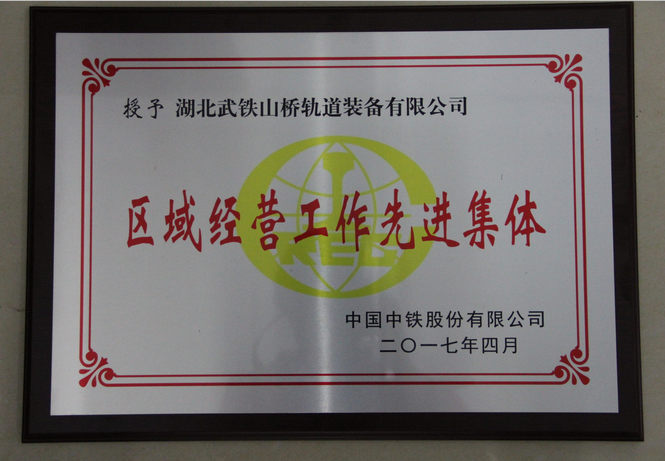 授予 湖北武铁山桥轨道装备有限公司
区域经营工作先进集体
KEC
中国中铁股份有限公司
二〇一七年四月